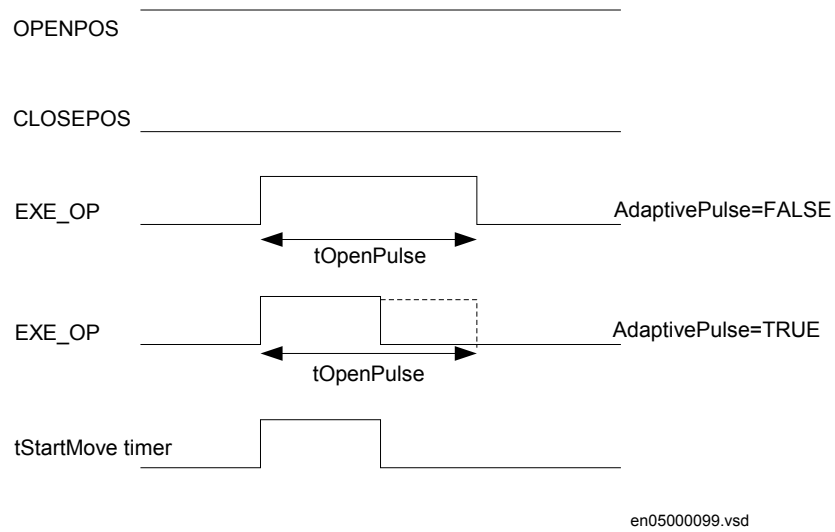 OPENPOS
CLOSEPOS
EXE_OP
AdaptivePulse=FALSE
tOpenPulse
EXE_OP
AdaptivePulse=TRUE
tOpenPulse
tStartMove timer
en05000099.vsd